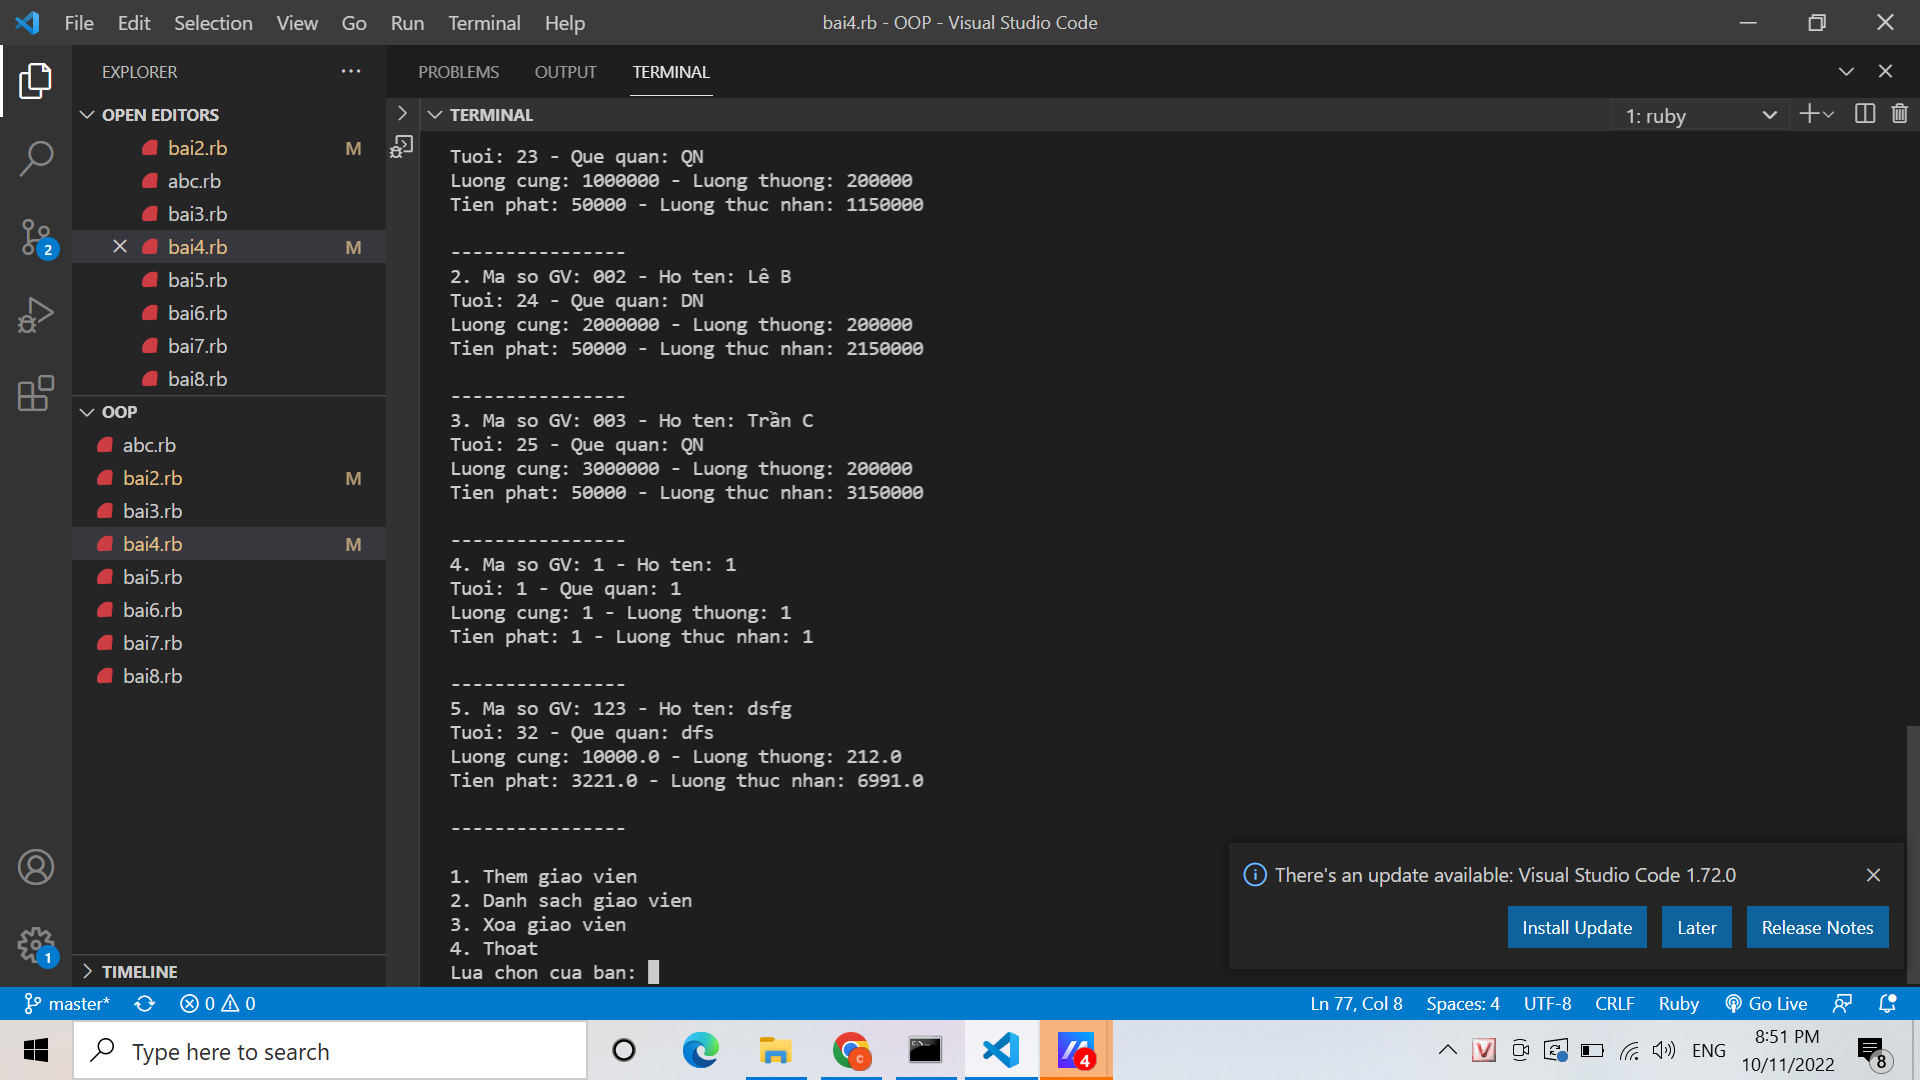 File Edit Selection View Go Run Terminal Help
bai4.rb - OOP - Visual Studio Code
EXPLORER
OPEN EDITORS
bai2.rb M
abc.rb
bai3.rb
bai4.rb M
bai5.rb
bai6.rb
bai7.rb
bai8.rb
OOP
abc.rb
bai2.rb M
bai3.rb
bai4.rb M
bai5.rb
bai6.rb
bai7.rb
bai8.rb
TIMELINE
2
1
PROBLEMS OUTPUT TERMINAL
TERMINAL
1: ruby
Tuoi: 23 - Que quan: QN
Luong cung: 1000000 - Luong thuong: 200000
Tien phat: 50000 - Luong thuc nhan: 1150000
----------------
2. Ma so GV: 002 - Ho ten: Lê B
Tuoi: 24 - Que quan: DN
Luong cung: 2000000 - Luong thuong: 200000
Tien phat: 50000 - Luong thuc nhan: 2150000
----------------
3. Ma so GV: 003 - Ho ten: Trần C
Tuoi: 25 - Que quan: QN
Luong cung: 3000000 - Luong thuong: 200000
Tien phat: 50000 - Luong thuc nhan: 3150000
----------------
4. Ma so GV: 1 - Ho ten: 1
Tuoi: 1 - Que quan: 1
Luong cung: 1 - Luong thuong: 1
Tien phat: 1 - Luong thuc nhan: 1
----------------
5. Ma so GV: 123 - Ho ten: dsfg
Tuoi: 32 - Que quan: dfs
Luong cung: 10000.0 - Luong thuong: 212.0
Tien phat: 3221.0 - Luong thuc nhan: 6991.0
----------------
1. Them giao vien
2. Danh sach giao vien
3. Xoa giao vien
4. Thoat
Lua chon cua ban:
There's an update available: Visual Studio Code 1.72.0
Install Update Later Release Notes
master* 0 0
Ln 77, Col 8 Spaces: 4 UTF-8 CRLF Ruby Go Live
Type here to search
C
4
V
ENG
8:51 PM
10/11/2022
8